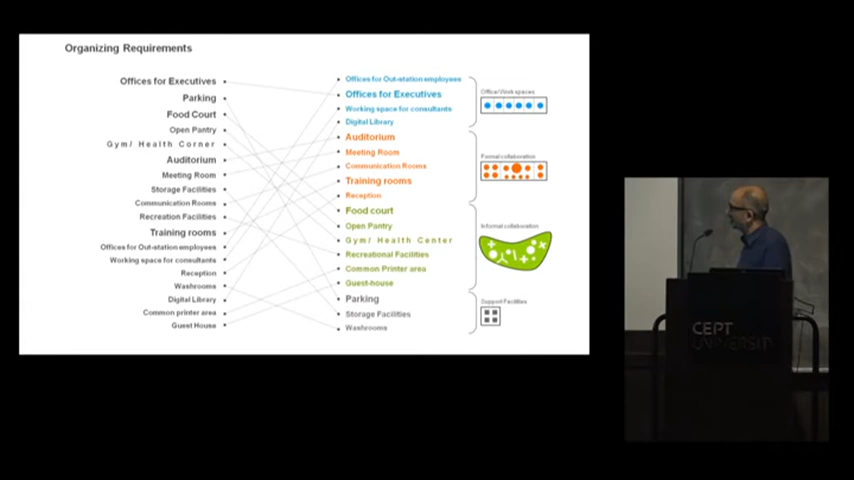 Organizing Requirements
Offices for Executives
Parking
Food Court
Open Pantry
Gym/ Health Corner
Auditorium
Meeting Room
Storage Facilities
Communication Rooms
Recreation Facilities
Training rooms
Offices for Out-station employees
Working space for consultants
Reception
Washrooms
Digital Library
Common printer area
Guest House
Offices for Out-station employees
Offices for Executives
Working space for consultants
Digital Library
Auditorium
Meeting Room
Communication Rooms
Training rooms
Reception
Food court
Open Pantry
Gym/ Health Center
Recreational Facilities
Common Printer area
Guest-house
Parking
Storage Facilities
Washrooms
Office/Work spaces
Formal collaboration
Informal collaboration
Support Facilities
CEPT
UNIVERSITY